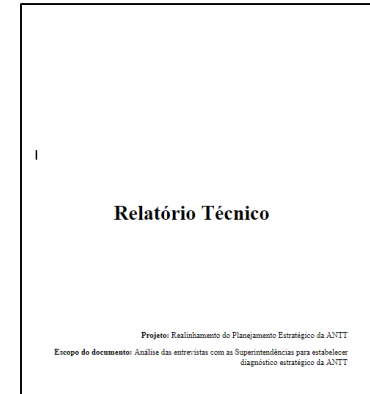 Relatório Técnico
Projeto: Realinhamento do Planejamento Estratégico da ANTT
Escopo do documento: Análise das entrevistas com as Superintendências para estabelecer
diagnóstico estratégico da ANTT